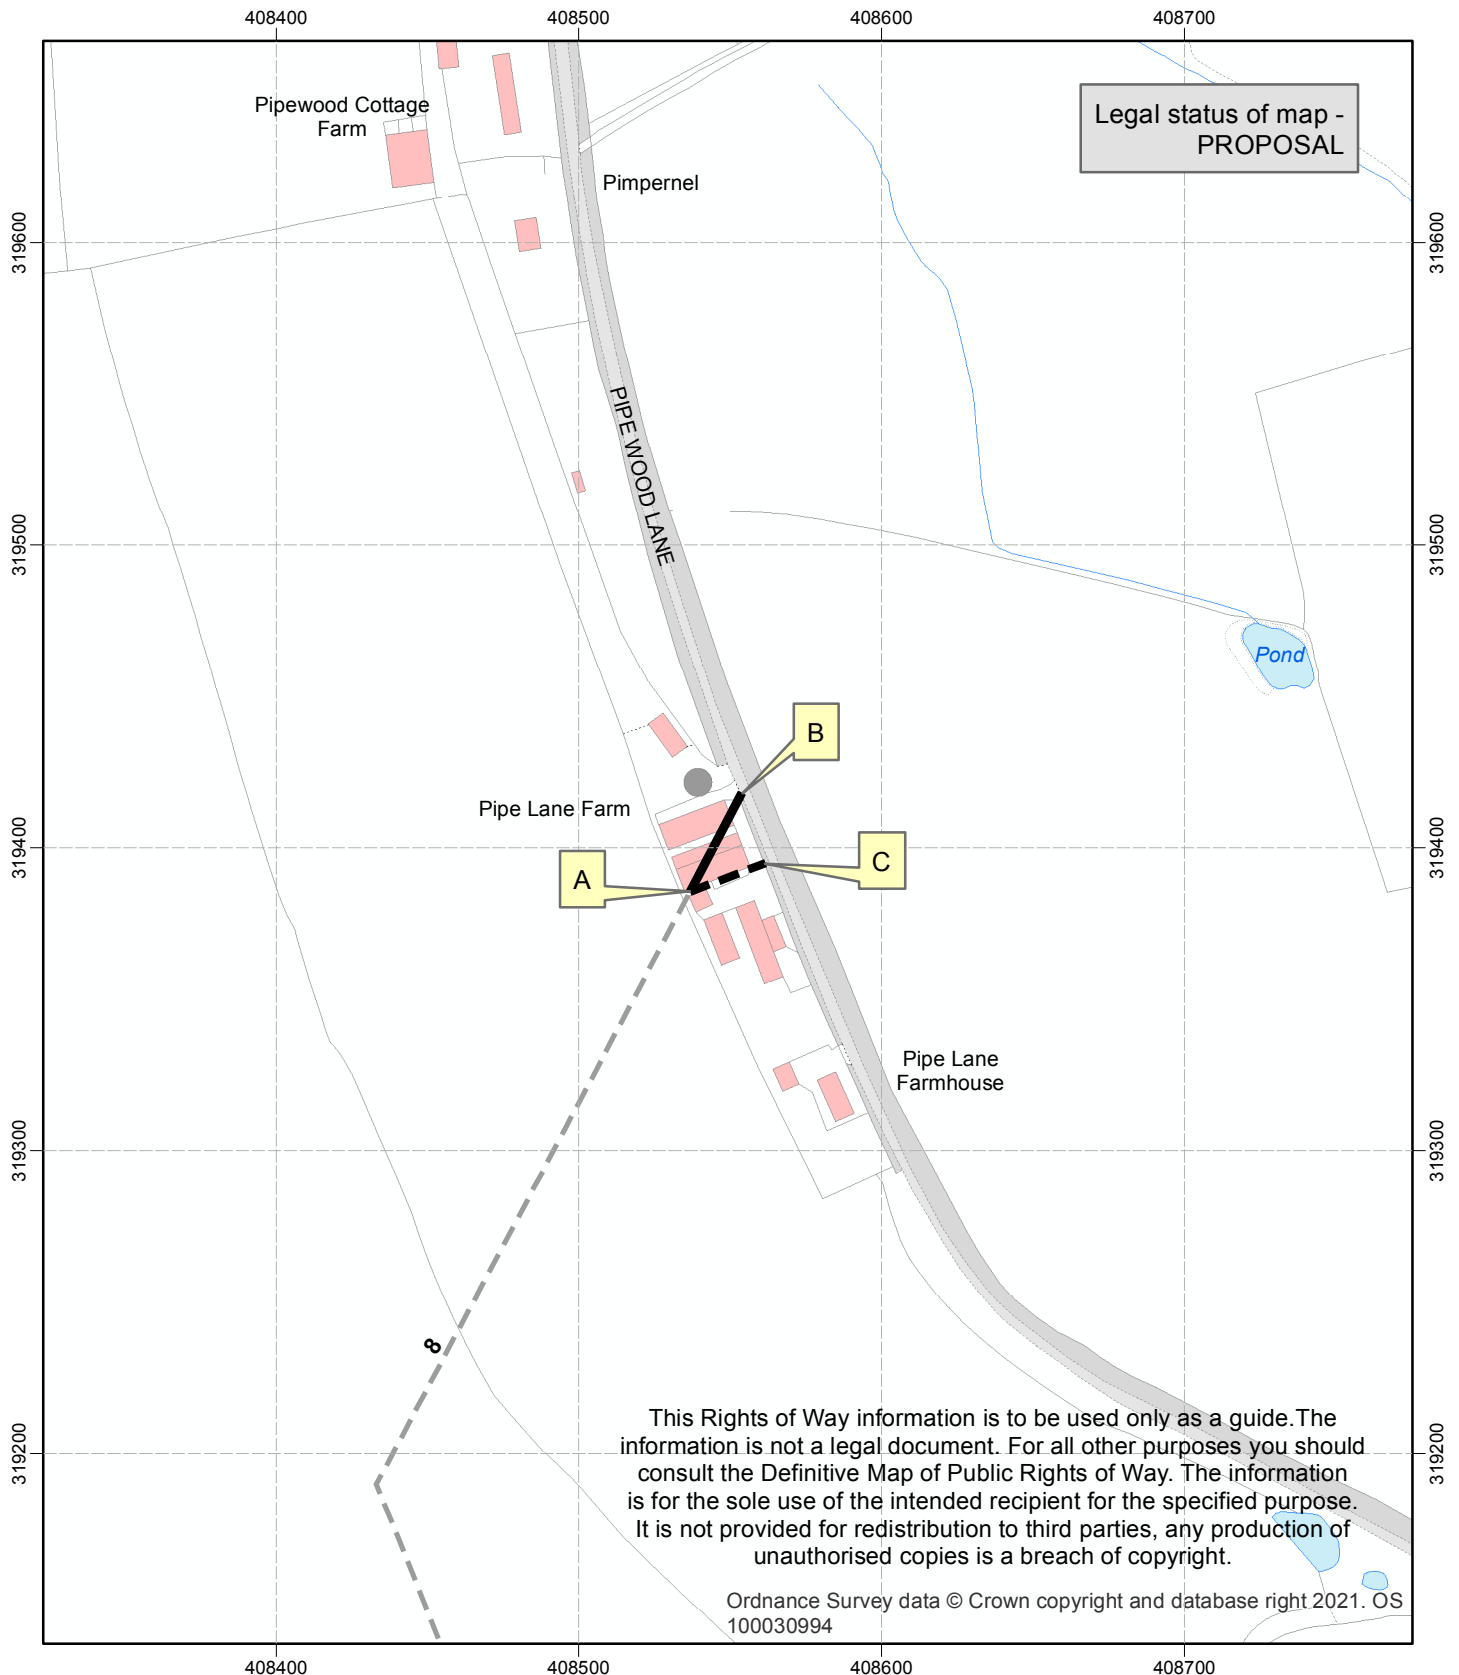 408400
408500
408600
408700
Legal status of map -
PROPOSAL
Pipewood Cottage
Farm
Pimpernel
319600
319600
PIPE WOOD LANE
319500
319500
Pond
B
Pipe Lane Farm
319400
319400
C
A
Pipe Lane
Farmhouse
319300
319300
8
This Rights of Way information is to be used only as a guide.The
information is not a legal document. For all other purposes you should
consult the Definitive Map of Public Rights of Way. The information
is for the sole use of the intended recipient for the specified purpose.
It is not provided for redistribution to third parties, any production of
unauthorised copies is a breach of copyright.
319200
319200
Ordnance Survey data © Crown copyright and database right 2021. OS
100030994
408400
408500
408600
408700